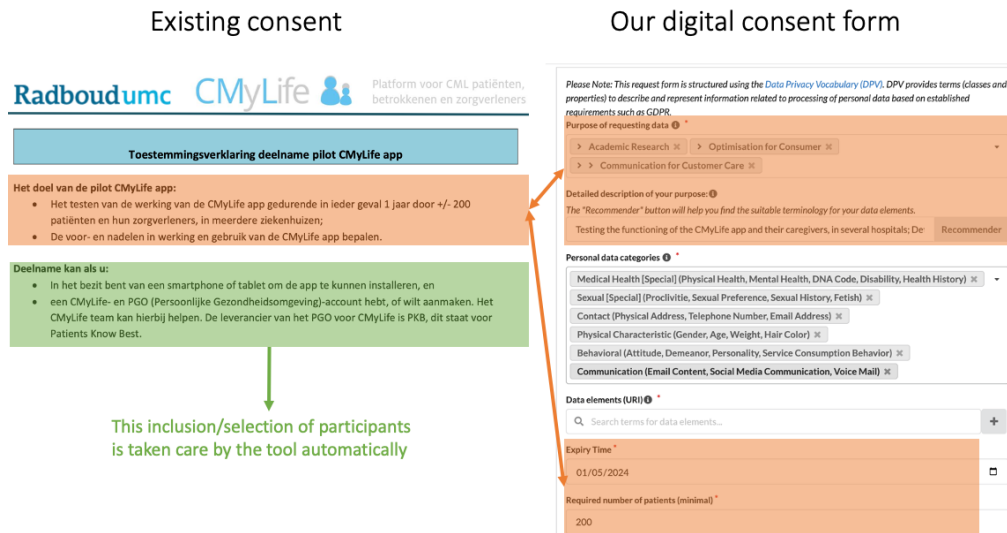 Existing consent
Our digital consent form
Radboudumc
CMyLife
Platform voor CML patiënten,
betrokkenen en zorgverleners
Toestemmingsverklaring deelname pilot CMyLife app
Het doel van de pilot CMyLife app:
• Het testen van de werking van de CMyLife app gedurende in ieder geval 1 jaar door +/- 200
patiënten en hun zorgverleners, in meerdere ziekenhuizen;
• De voor- en nadelen in werking en gebruik van de CMyLife app bepalen.
Deelname kan als u:
• In het bezit bent van een smartphone of tablet om de app te kunnen installeren, en
• een CMyLife- en PGO (Persoonlijke Gezondheidsomgeving)-account hebt, of wilt aanmaken. Het
CMyLife team kan hierbij helpen. De leverancier van het PGO voor CMyLife is PKB, dit staat voor
Patients Know Best.
This inclusion/selection of participants
is taken care by the tool automatically
Please Note: This request form is structured using the Data Privacy Vocabulary (DPV). DPV provides terms (classes and
properties) to describe and represent information related to processing of personal data based on established
requirements such as GDPR.
Purpose of requesting data *
> Academic Research × > Optimisation for Consumer ×
> > Communication for Customer Care ×
Detailed description of your purpose:
The "Recommender" button will help you find the suitable terminology for your data elements.
Testing the functioning of the CMyLife app and their caregivers, in several hospitals; De Recommender
Personal data categories *
Medical Health [Special] (Physical Health, Mental Health, DNA Code, Disability, Health History) ×
Sexual [Special] (Proclivitie, Sexual Preference, Sexual History, Fetish) ×
Contact (Physical Address, Telephone Number, Email Address) ×
Physical Characteristic (Gender, Age, Weight, Hair Color) ×
Behavioral (Attitude, Demeanor, Personality, Service Consumption Behavior) ×
Communication (Email Content, Social Media Communication, Voice Mail) ×
Data elements (URI) *
Search terms for data elements... +
Expiry Time *
01/05/2024
Required number of patients (minimal) *
200